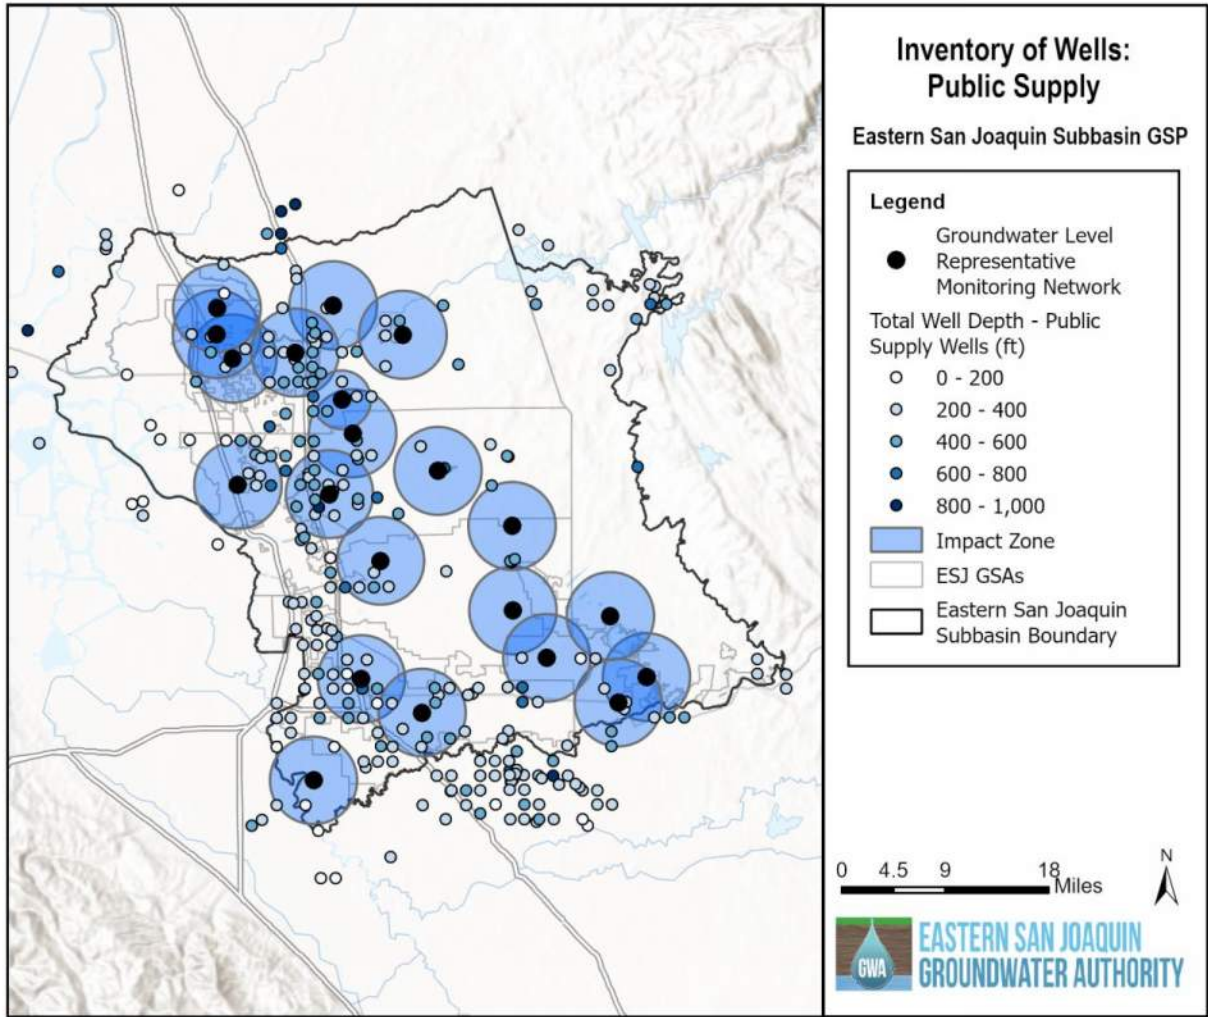 Inventory of Wells:
Public Supply
Eastern San Joaquin Subbasin GSP
Legend
Groundwater Level
Representative
Monitoring Network
Total Well Depth - Public
Supply Wells (ft)
0 - 200
200 - 400
400 - 600
600 - 800
800 - 1,000
Impact Zone
ESJ GSAs
Eastern San Joaquin
Subbasin Boundary
0 4.5 9 18
Miles
N
GWA
EASTERN SAN JOAQUIN
GROUNDWATER AUTHORITY